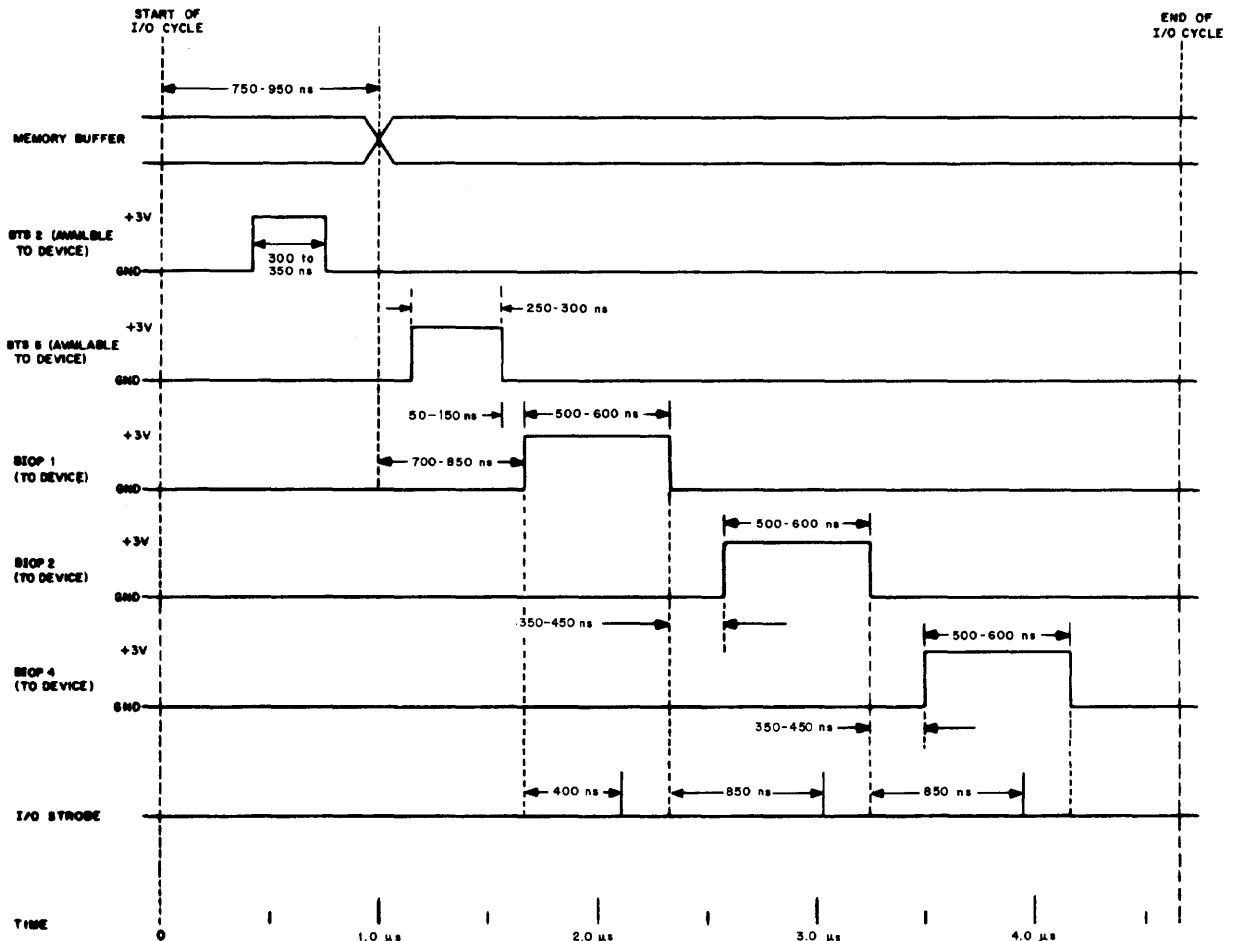 START OF
I/O CYCLE
END OF
I/O CYCLE
750-950 ns
MEMORY BUFFER
+3V
BTS 2 (AVAILBLE
TO DEVICE)
300 to
350 ns
GND
250-300 ns
+3V
BTS 5 (AVAILABLE
TO DEVICE)
GND
50-150 ns
500-600 ns
+3V
BIOP 1
(TO DEVICE)
700-850 ns
GND
500-600 ns
+3V
BIOP 2
(TO DEVICE)
GND
350-450 ns
500-600 ns
+3V
BIOP 4
(TO DEVICE)
GND
350-450 ns
400 ns
850 ns
850 ns
I/O STROBE
TIME
1.0 µs
2.0 µs
3.0 µs
4.0 µs